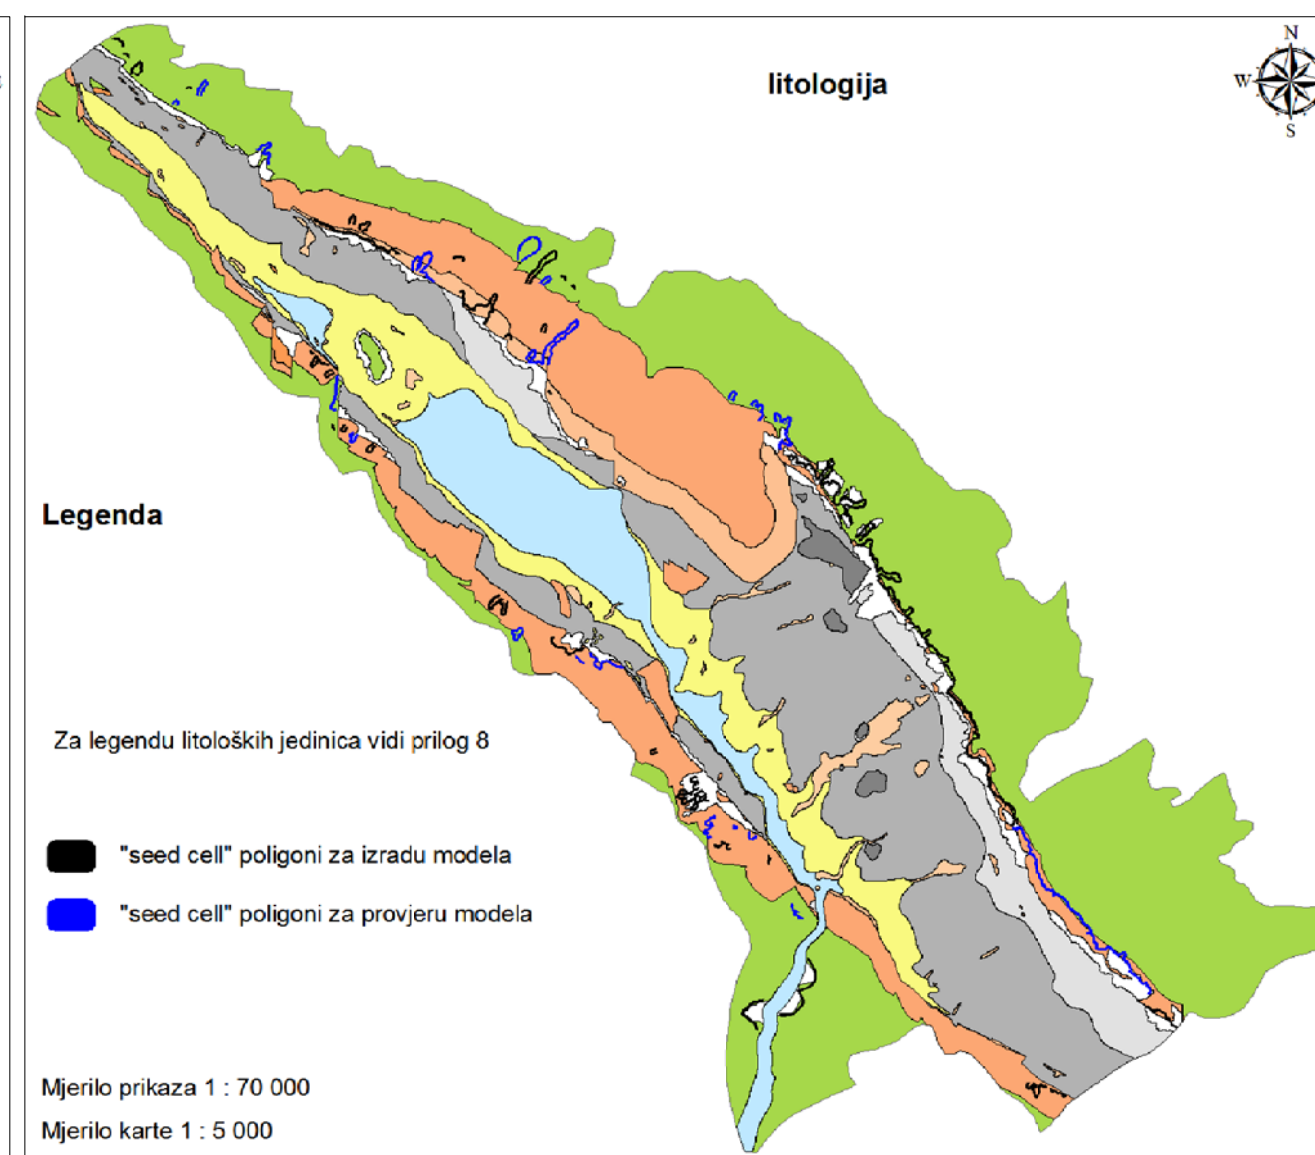 litologija
N
W
S
Legenda
Za legendu litoloških jedinica vidi prilog 8
"seed cell" poligoni za izradu modela
"seed cell" poligoni za provjeru modela
Mjerilo prikaza 1 : 70 000
Mjerilo karte 1 : 5 000